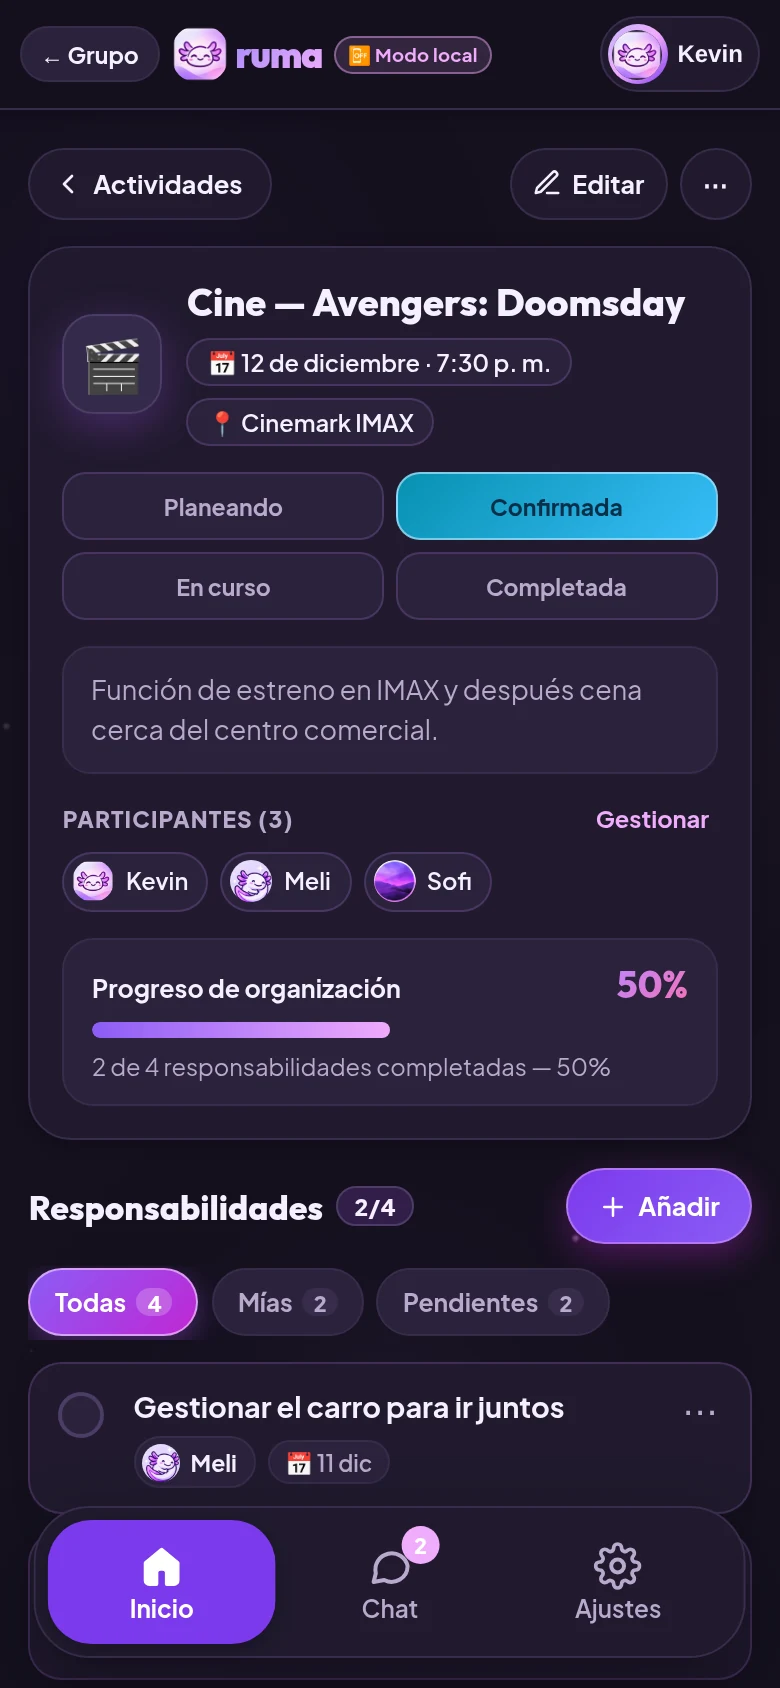 ← Grupo
ruma
Modo local
Kevin
Actividades
Editar
...
Cine — Avengers: Doomsday
12 de diciembre · 7:30 p. m.
Cinemark IMAX
Planeando
Confirmada
En curso
Completada
Función de estreno en IMAX y después cena
cerca del centro comercial.
PARTICIPANTES (3)
Gestionar
Kevin
Meli
Sofi
Progreso de organización
50%
2 de 4 responsabilidades completadas — 50%
Responsabilidades
2/4
+ Añadir
Todas 4
Mías 2
Pendientes 2
Gestionar el carro para ir juntos
...
Meli
11 dic
Inicio
2
Chat
Ajustes